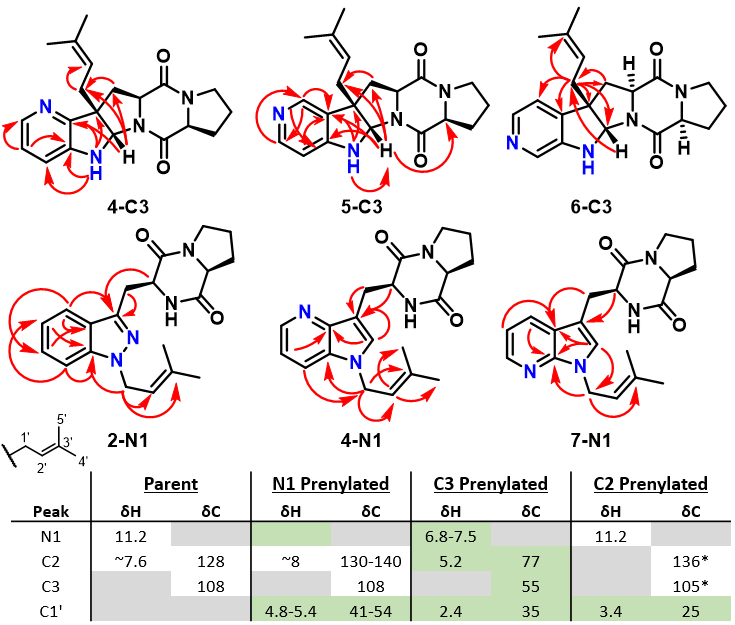 O
N
N
N
N
H
H
O
4-C3
O
N
N
N
N
H
H
O
5-C3
H
O
N
N
N
N
H
H
O
H
6-C3
O
N
NH
O
N
N
2-N1
O
N
NH
O
N
N
4-N1
O
N
NH
O
N
N
7-N1
1'
2'
3'
4'
5'
Parent N1 Prenylated C3 Prenylated C2 Prenylated
Peak δH δC δH δC δH δC δH δC
N1 11.2 6.8-7.5 11.2
C2 ~7.6 128 ~8 130-140 5.2 77 136*
C3 108 108 55 105*
C1' 4.8-5.4 41-54 2.4 35 3.4 25